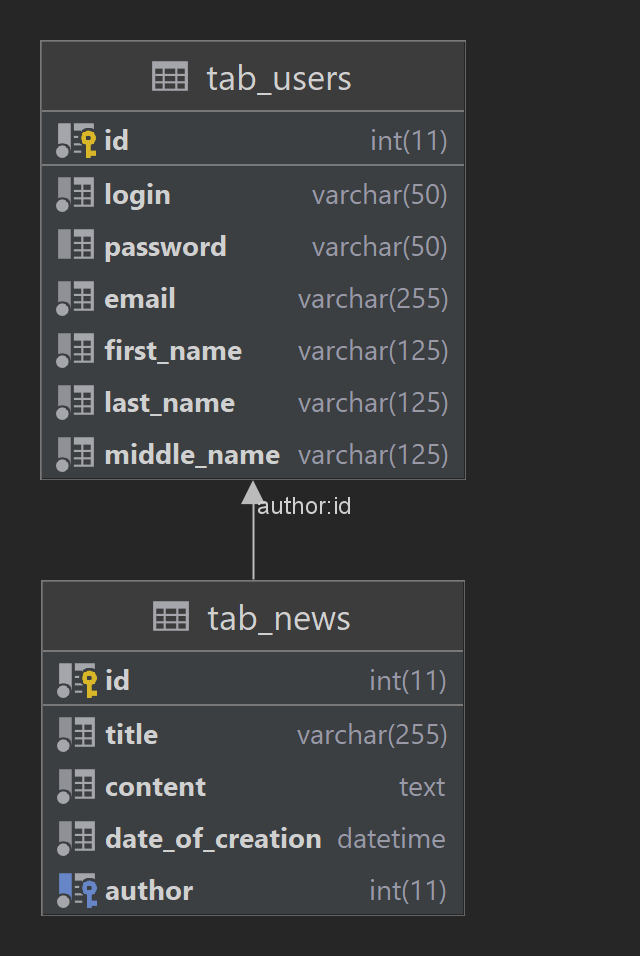 tab_users
id int(11)
login varchar(50)
password varchar(50)
email varchar(255)
first_name varchar(125)
last_name varchar(125)
middle_name varchar(125)
author:id
tab_news
id int(11)
title varchar(255)
content text
date_of_creation datetime
author int(11)